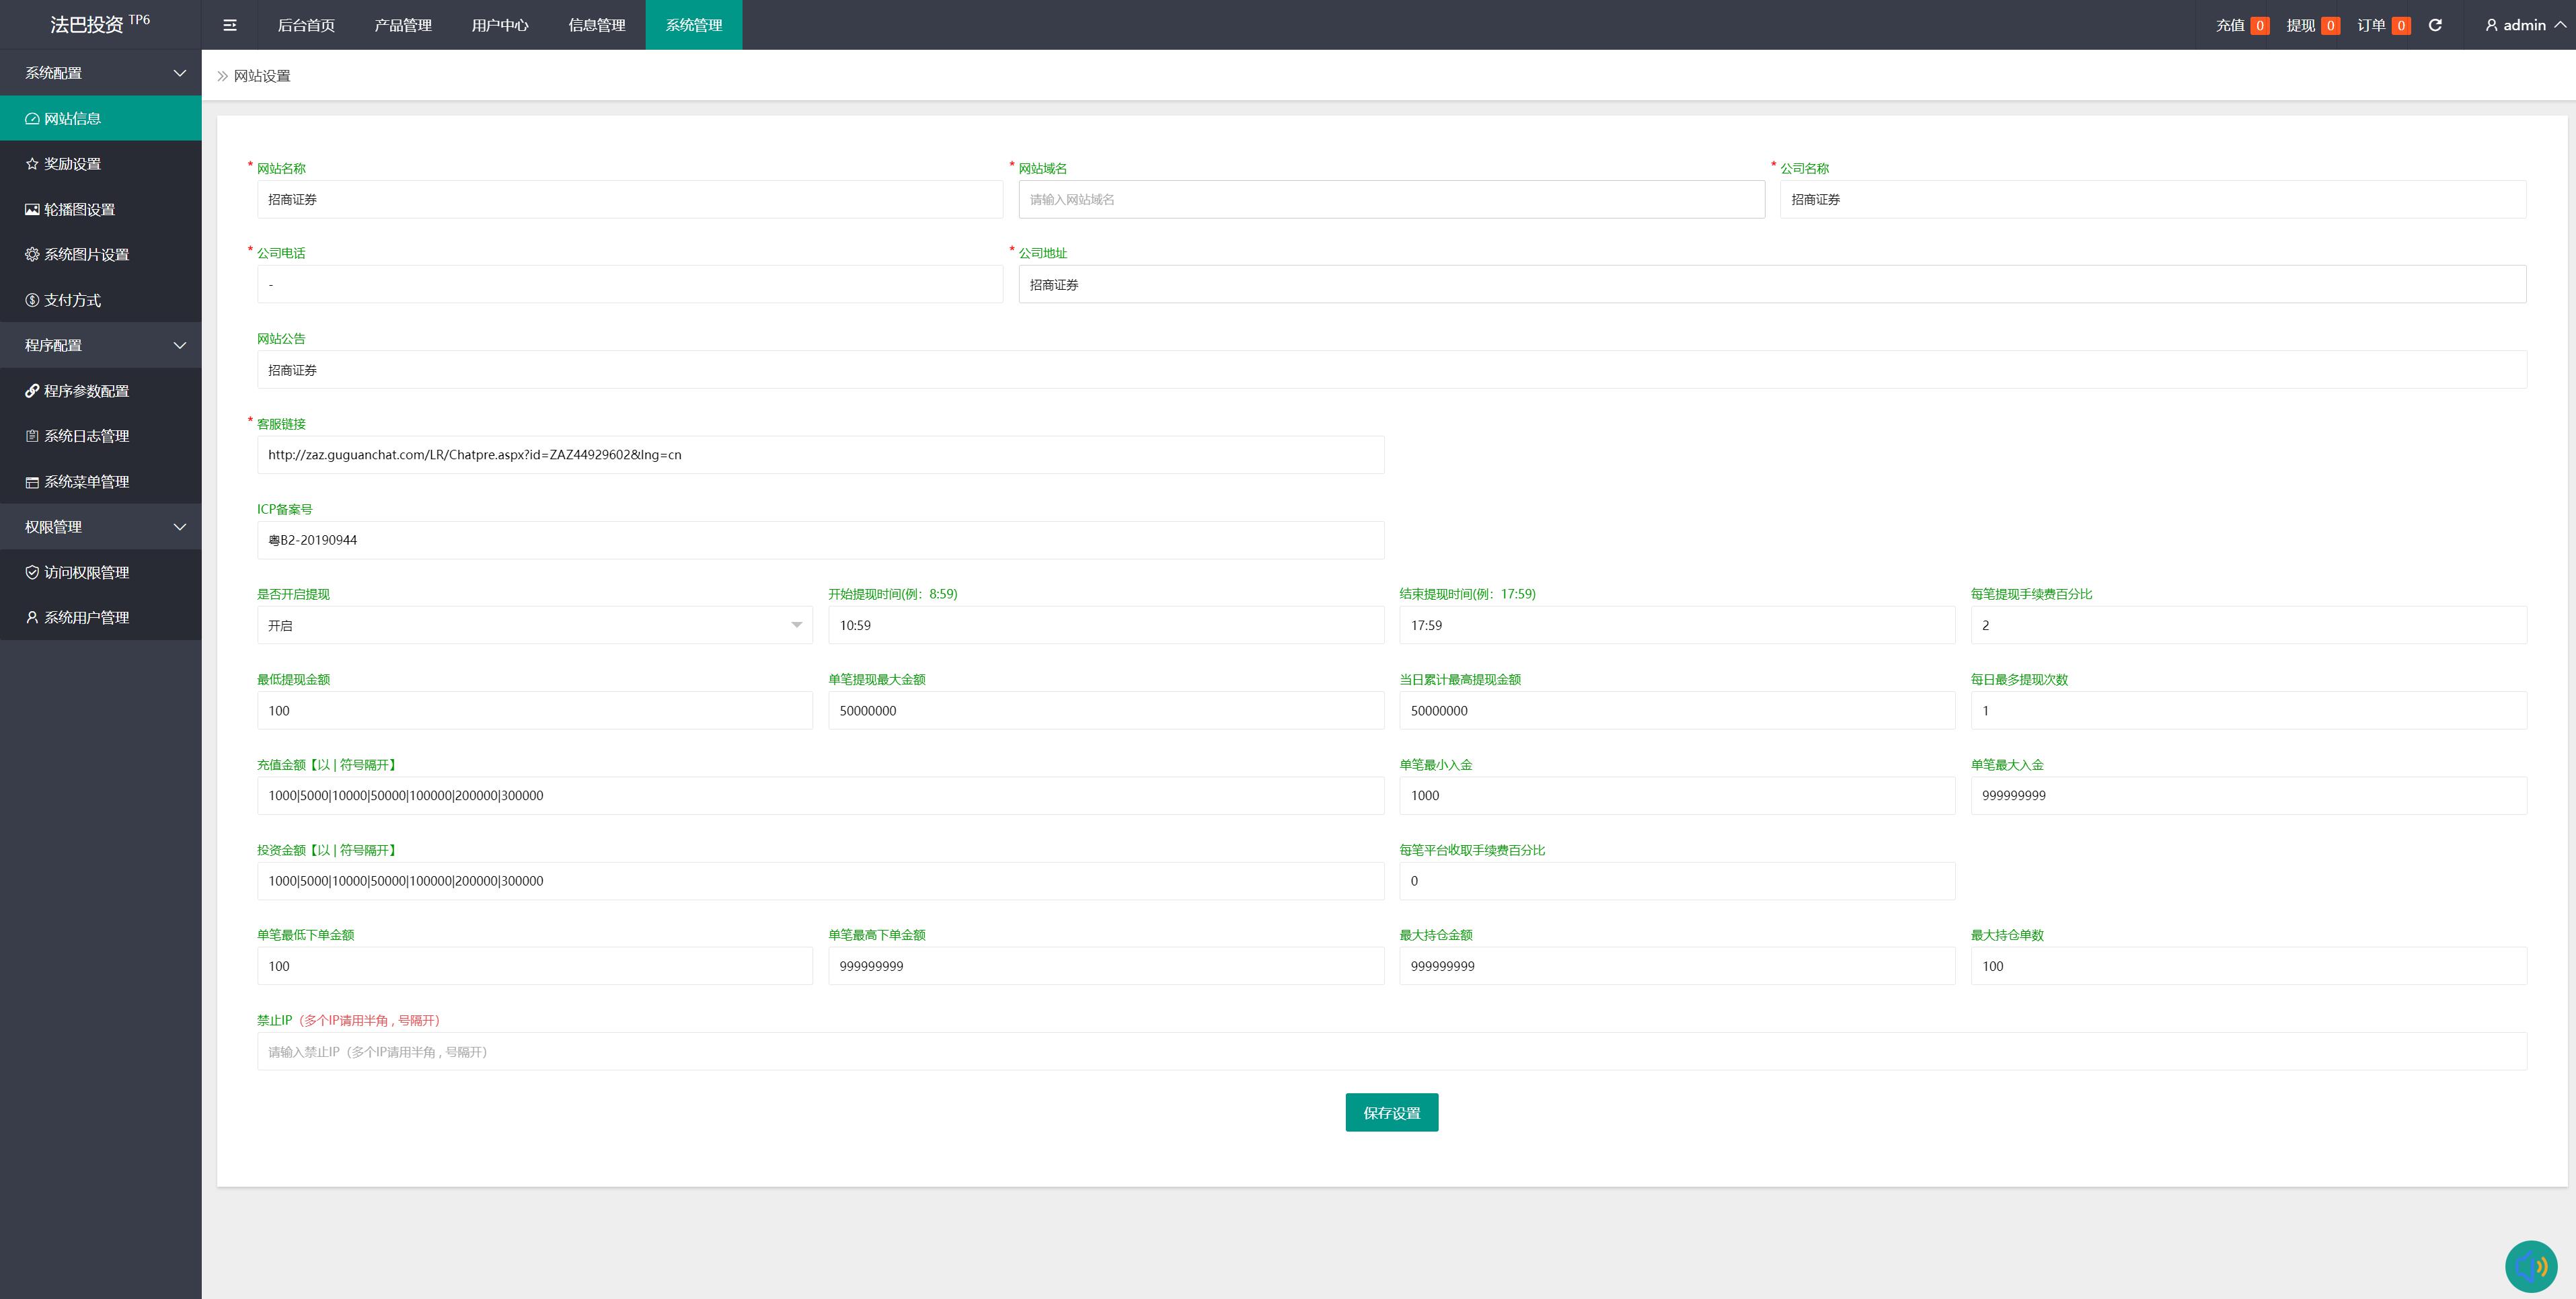 法巴投资 TP6
后台首页 产品管理 用户中心 信息管理 系统管理 充值 0 提现 0 订单 0 admin
系统配置
网站信息
奖励设置
轮播图设置
系统图片设置
支付方式
程序配置
程序参数配置
系统日志管理
系统菜单管理
权限管理
访问权限管理
系统用户管理
网站设置
* 网站名称 * 网站域名 * 公司名称
招商证券 请输入网站域名 招商证券
* 公司电话 * 公司地址
- 招商证券
网站公告
招商证券
* 客服链接
http://zaz.guguanchat.com/LR/Chatpre.aspx?id=ZAZ44929602&lng=cn
ICP备案号
粤B2-20190944
是否开启提现 开始提现时间(例：8:59) 结束提现时间(例：17:59) 每笔提现手续费百分比
开启 10:59 17:59 2
最低提现金额 单笔提现最大金额 当日累计最高提现金额 每日最多提现次数
100 50000000 50000000 1
充值金额【以 | 符号隔开】 单笔最小入金 单笔最大入金
1000|5000|10000|50000|100000|200000|300000 1000 999999999
投资金额【以 | 符号隔开】 每笔平台收取手续费百分比
1000|5000|10000|50000|100000|200000|300000 0
单笔最低下单金额 单笔最高下单金额 最大持仓金额 最大持仓单数
100 999999999 999999999 100
禁止IP（多个IP请用半角 , 号隔开）
请输入禁止IP（多个IP请用半角 , 号隔开）
保存设置